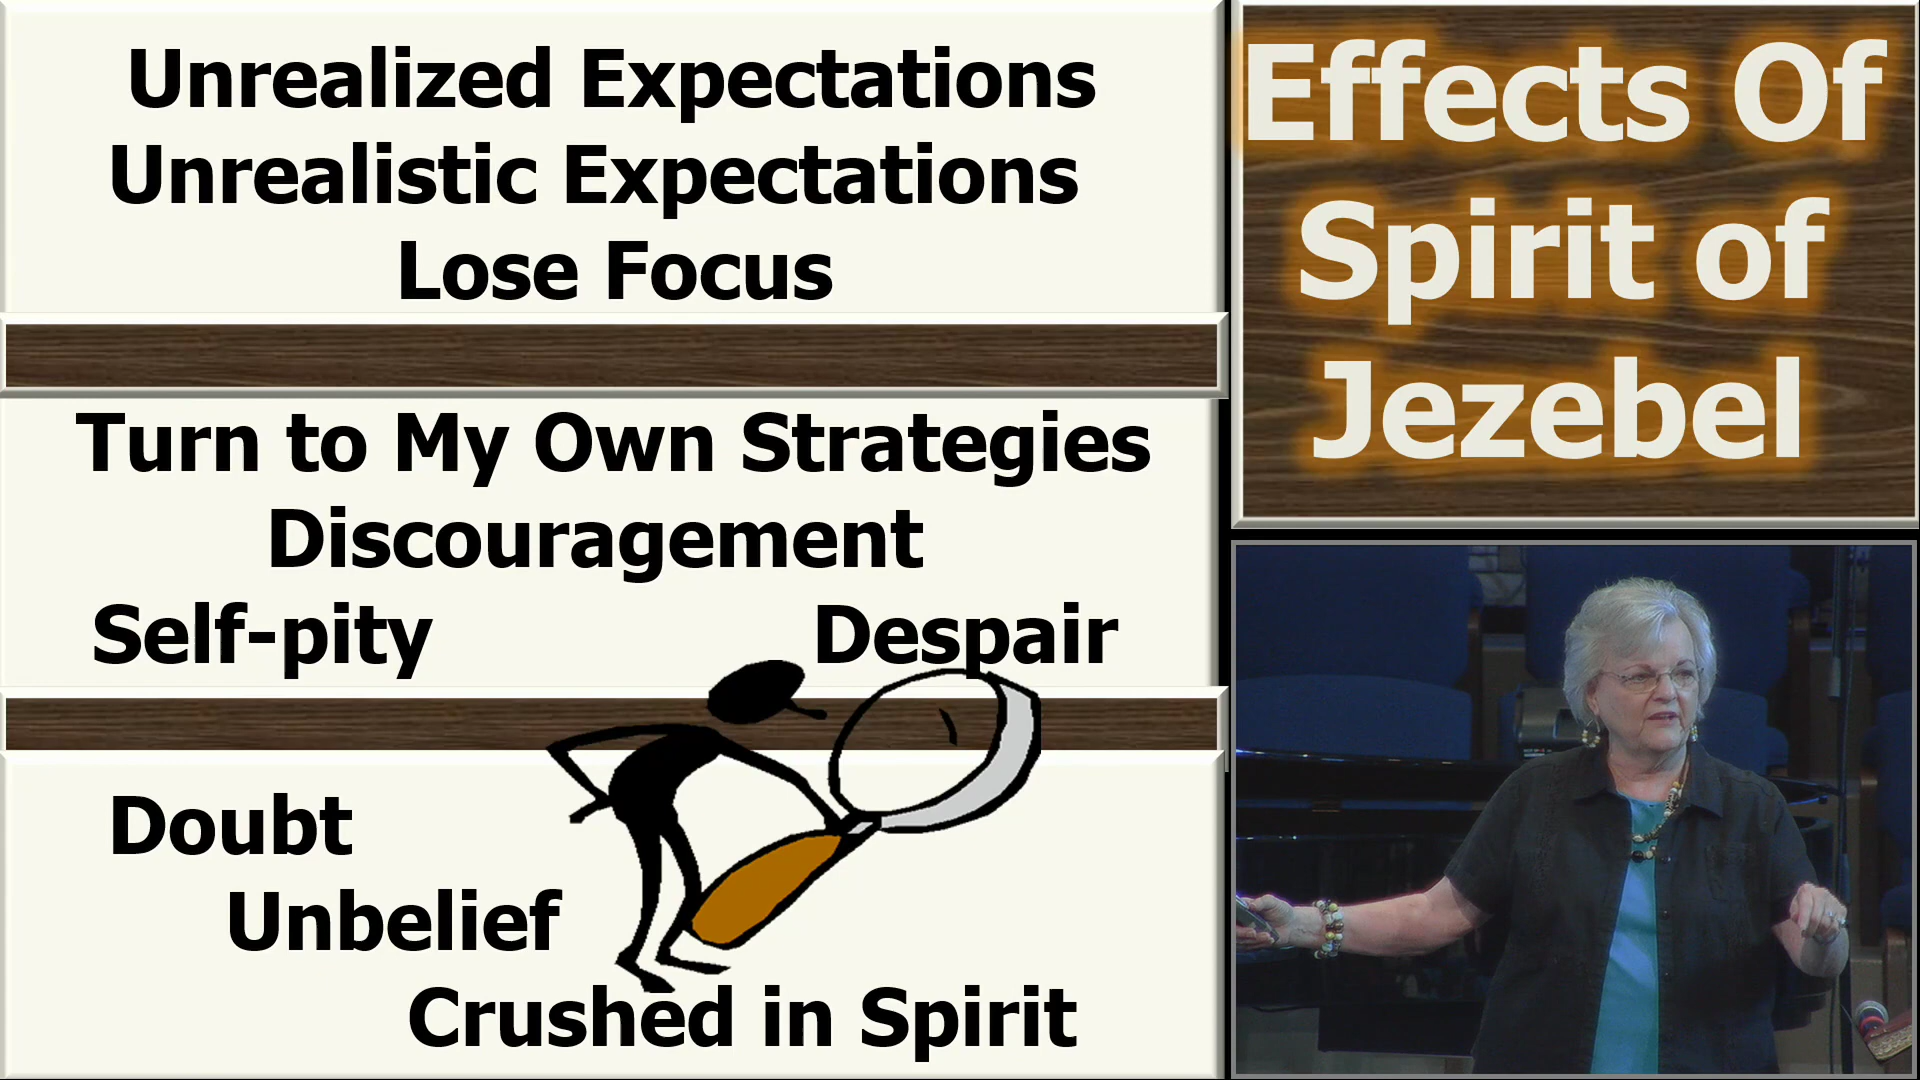 Unrealized Expectations
Unrealistic Expectations
Lose Focus
Turn to My Own Strategies
Discouragement
Self-pity Despair
Doubt
Unbelief
Crushed in Spirit
Effects Of
Spirit of
Jezebel